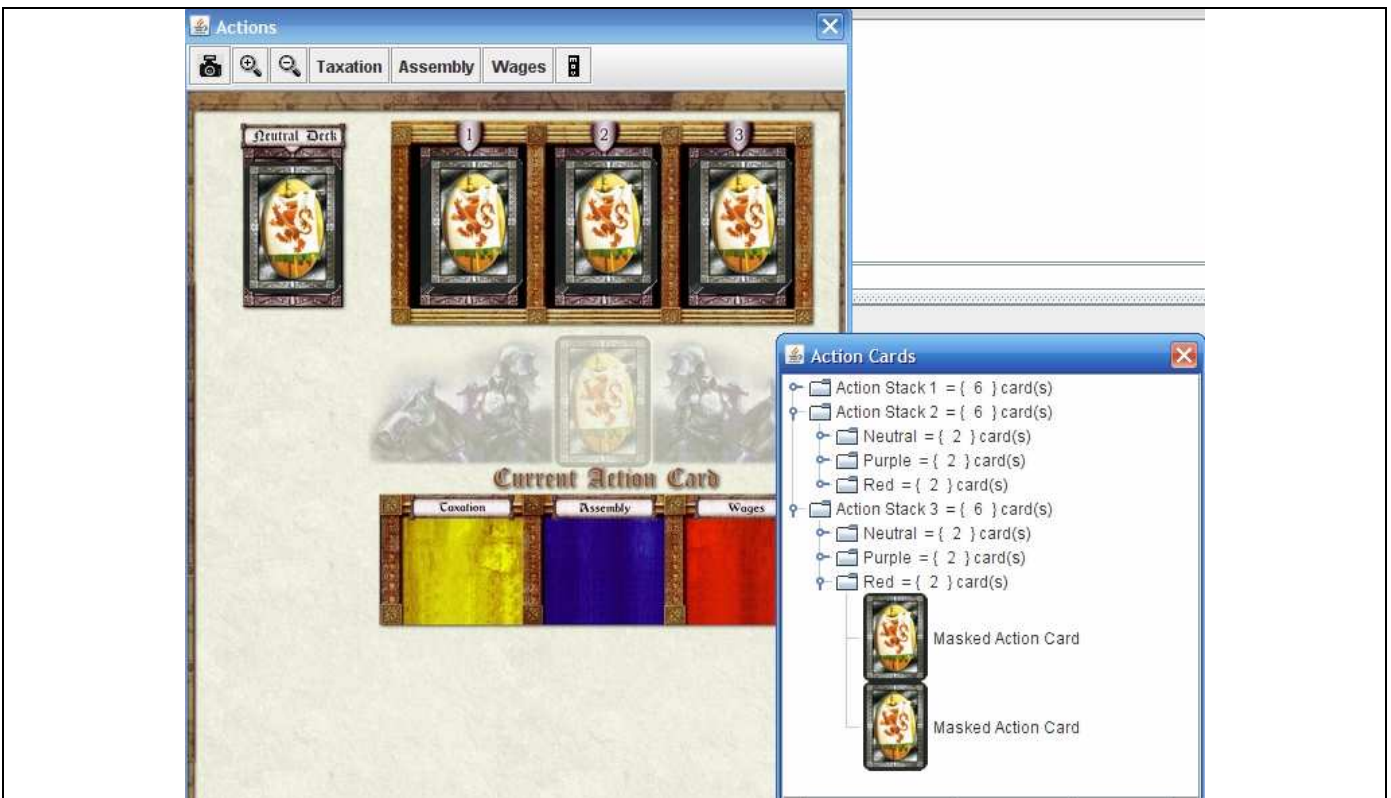 Actions
Taxation Assembly Wages
Neutral Deck
1 2 3
Current Action Card
Taxation Assembly Wages
Action Cards
Action Stack 1 = { 6 } card(s)
Action Stack 2 = { 6 } card(s)
Neutral = { 2 } card(s)
Purple = { 2 } card(s)
Red = { 2 } card(s)
Action Stack 3 = { 6 } card(s)
Neutral = { 2 } card(s)
Purple = { 2 } card(s)
Red = { 2 } card(s)
Masked Action Card
Masked Action Card